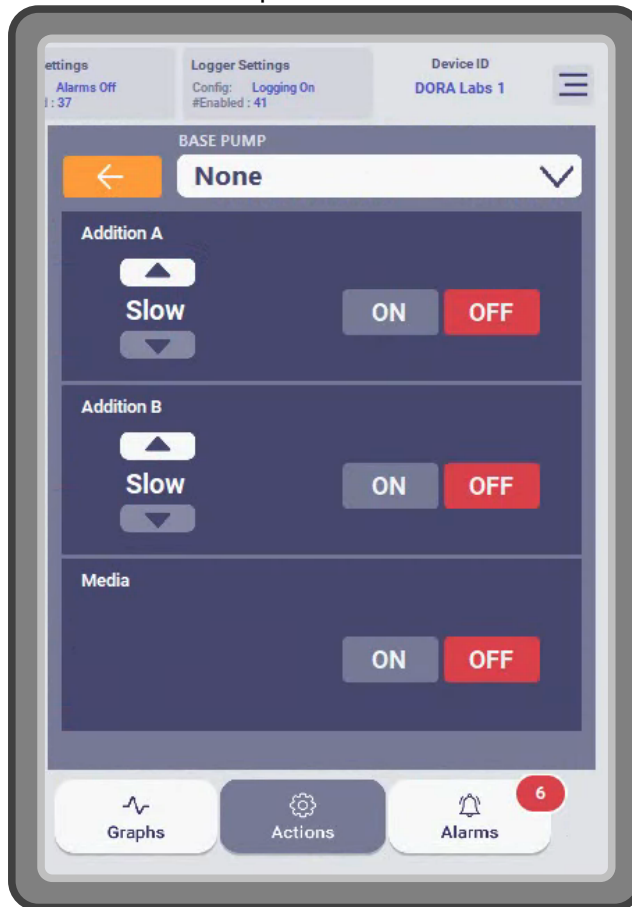 ettings
Alarms Off
: 37
Logger Settings
Config: Logging On
#Enabled : 41
Device ID
DORA Labs 1
BASE PUMP
None
Addition A
Slow
ON OFF
Addition B
Slow
ON OFF
Media
ON OFF
Graphs
Actions
Alarms
6